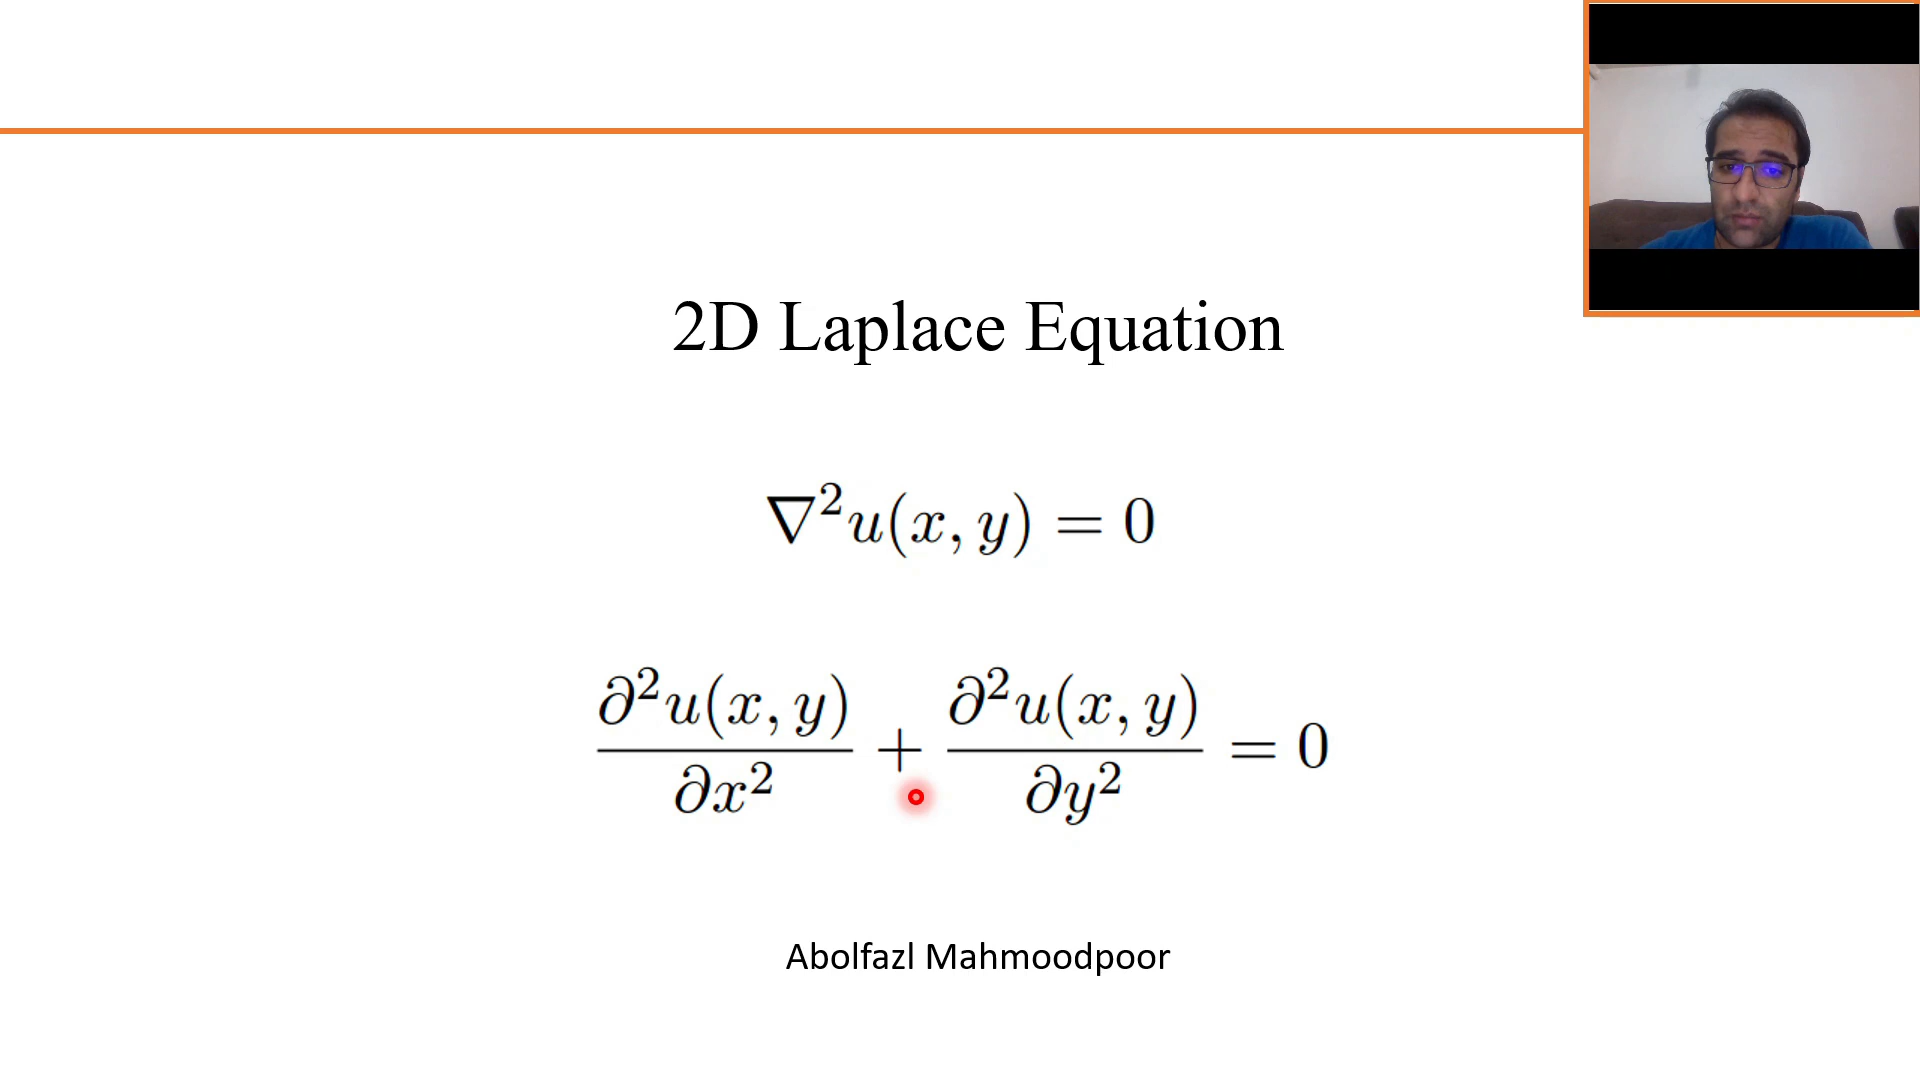 2D Laplace Equation
∇²u(x, y) = 0
∂²u(x, y)/∂x² + ∂²u(x, y)/∂y² = 0
Abolfazl Mahmoodpoor